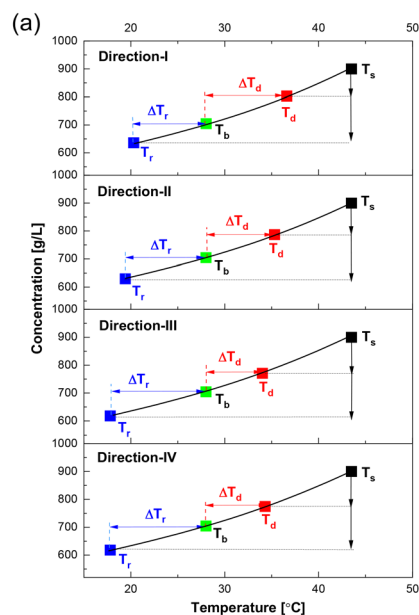 (a)
20 30 40 50
1000
Direction-I
900
800
700
600
ΔTr
ΔTd
Ts
Td
Tb
Tr
1000
Direction-II
900
800
700
600
ΔTr
ΔTd
Ts
Td
Tb
Tr
1000
Direction-III
900
800
700
600
ΔTr
ΔTd
Ts
Td
Tb
Tr
1000
Direction-IV
900
800
700
600
ΔTr
ΔTd
Ts
Td
Tb
Tr
Concentration [g/L]
20 30 40 50
Temperature [°C]